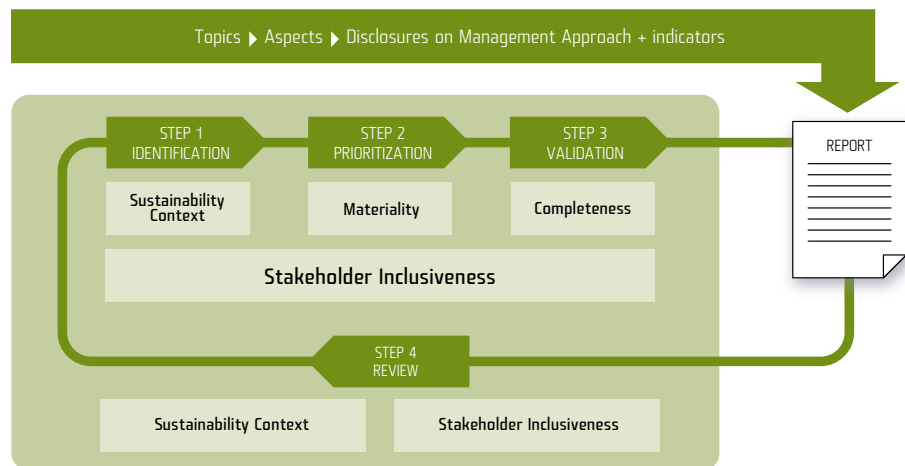 Topics ▶ Aspects ▶ Disclosures on Management Approach + indicators
STEP 1
IDENTIFICATION
STEP 2
PRIORITIZATION
STEP 3
VALIDATION
REPORT
Sustainability
Context
Materiality
Completeness
Stakeholder Inclusiveness
STEP 4
REVIEW
Sustainability Context
Stakeholder Inclusiveness